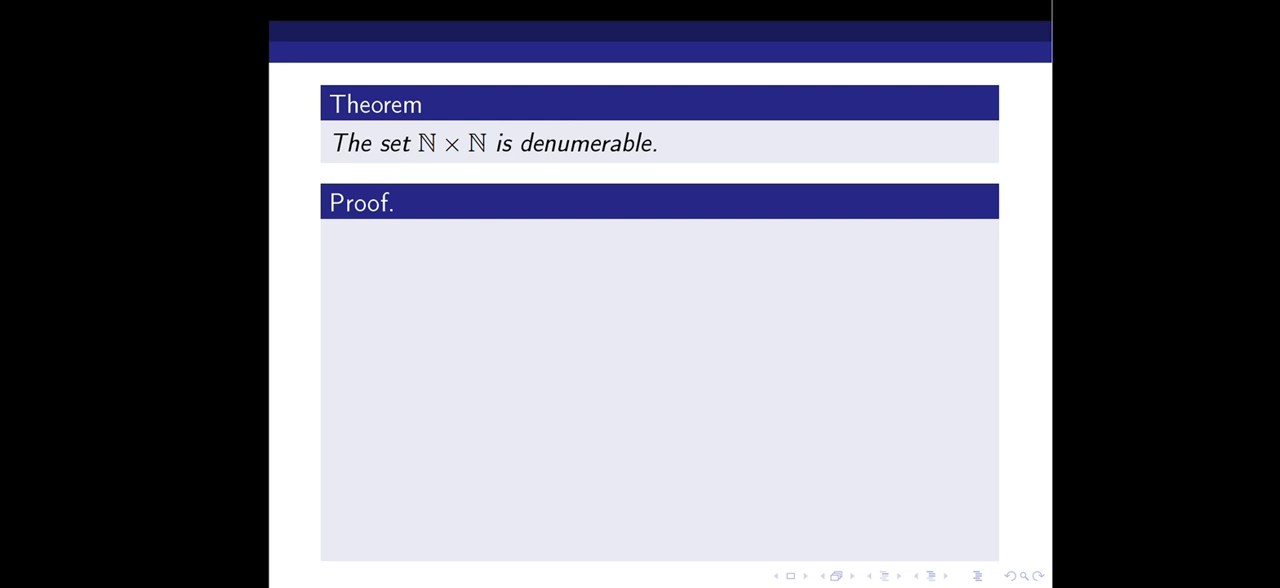 Theorem
The set ℕ × ℕ is denumerable.
Proof.